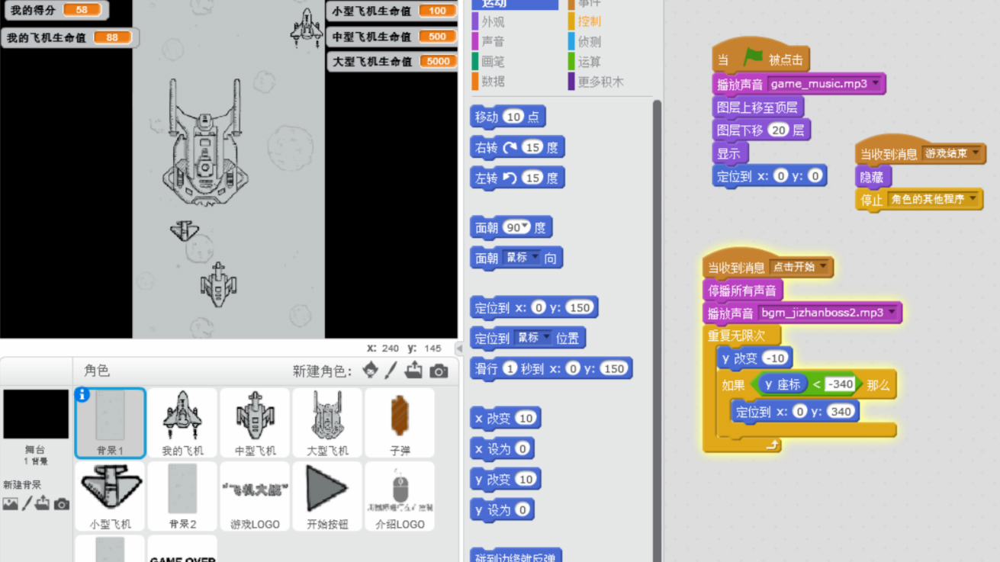 我的得分 58
我的飞机生命值 88
小型飞机生命值 100
中型飞机生命值 500
大型飞机生命值 5000
x: 240 y: 145
角色
新建角色:
舞台
1 背景
新建背景
背景1
我的飞机
中型飞机
大型飞机
子弹
小型飞机
背景2
游戏LOGO
开始按钮
介绍LOGO
"飞机大战"
GAME OVER
运动
事件
外观
控制
声音
侦测
画笔
运算
数据
更多积木
移动 10 点
右转 15 度
左转 15 度
面朝 90 度
面朝 鼠标 向
定位到 x: 0 y: 150
定位到 鼠标 位置
滑行 1 秒到 x: 0 y: 150
x 改变 10
x 设为 0
y 改变 10
y 设为 0
碰到边缘就反弹
当 被点击
播放声音 game_music.mp3
图层上移至顶层
图层下移 20 层
显示
定位到 x: 0 y: 0
当收到消息 游戏结束
隐藏
停止 角色的其他程序
当收到消息 点击开始
停播所有声音
播放声音 bgm_jizhanboss2.mp3
重复无限次
y 改变 -10
如果 y 座标 < -340 那么
定位到 x: 0 y: 340